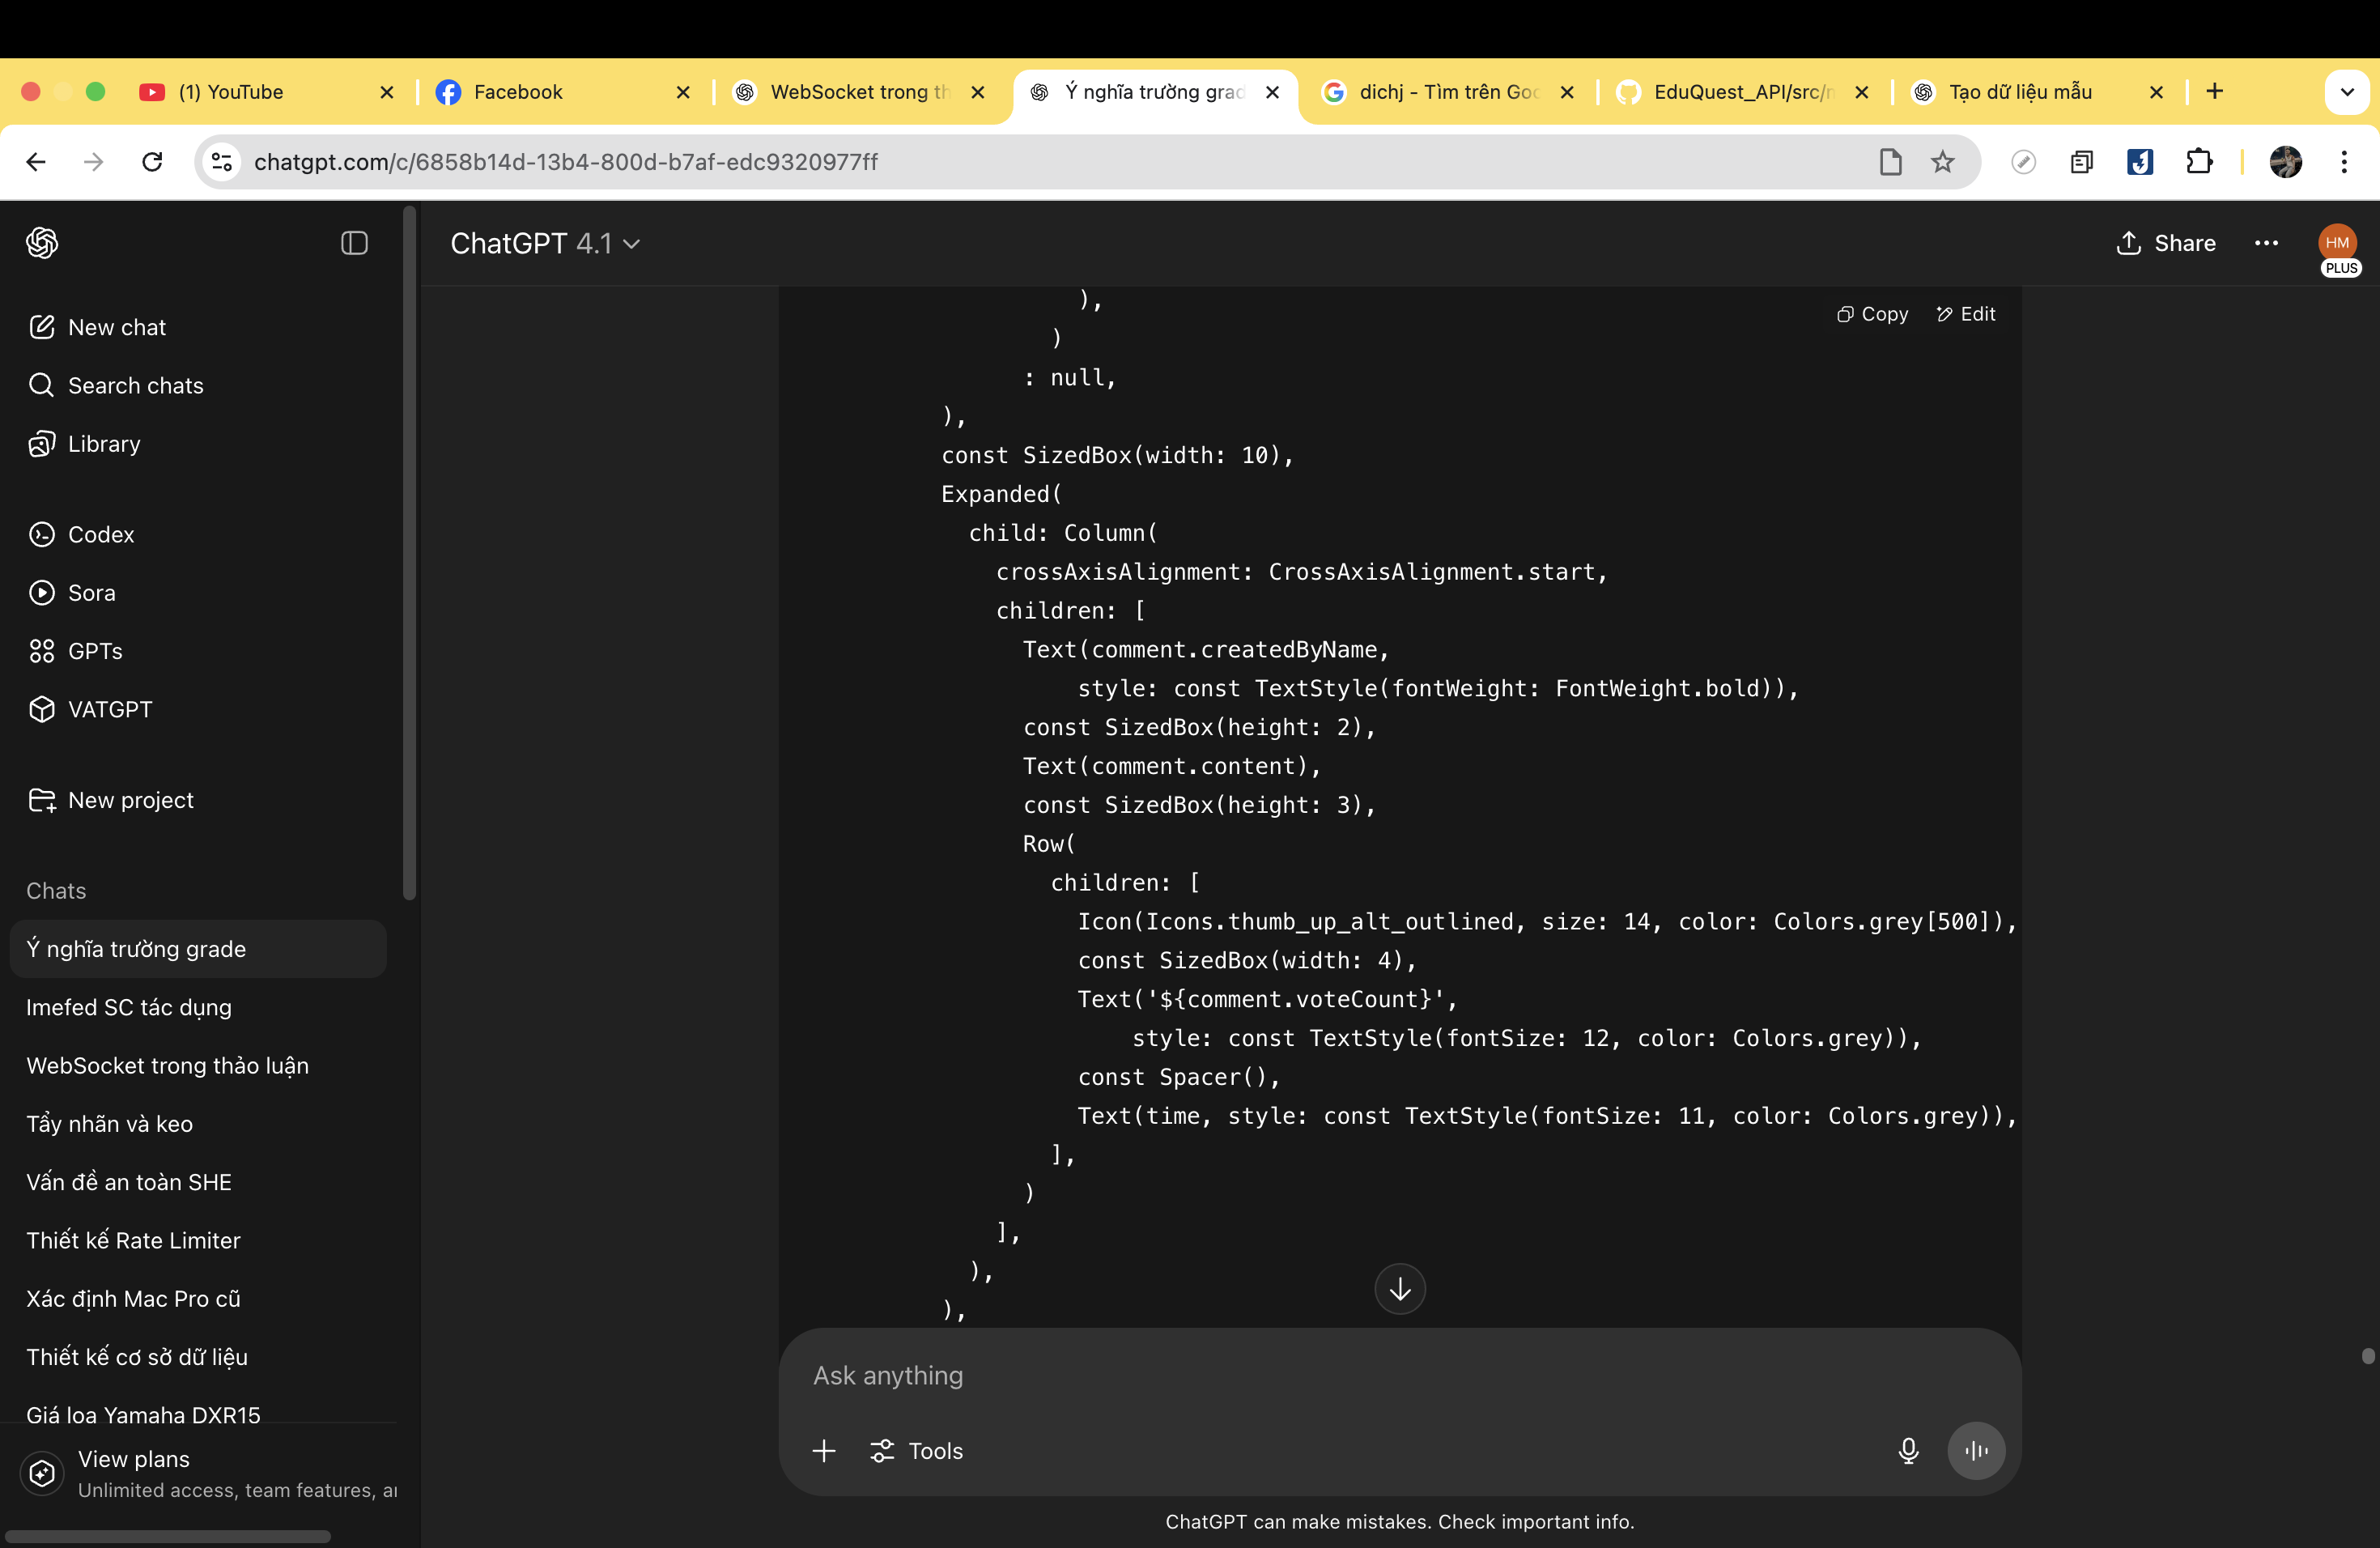 (1) YouTube
Facebook
WebSocket trong th
Ý nghĩa trường grad
dichj - Tìm trên Goo
EduQuest_API/src/n
Tạo dữ liệu mẫu
chatgpt.com/c/6858b14d-13b4-800d-b7af-edc9320977ff
ChatGPT 4.1
Share
HM
PLUS
New chat
Search chats
Library
Codex
Sora
GPTs
VATGPT
New project
Chats
Ý nghĩa trường grade
Imefed SC tác dụng
WebSocket trong thảo luận
Tẩy nhãn và keo
Vấn đề an toàn SHE
Thiết kế Rate Limiter
Xác định Mac Pro cũ
Thiết kế cơ sở dữ liệu
Giá loa Yamaha DXR15
View plans
Unlimited access, team features, ar
Copy
Edit
),
)
: null,
),
const SizedBox(width: 10),
Expanded(
child: Column(
crossAxisAlignment: CrossAxisAlignment.start,
children: [
Text(comment.createdByName,
style: const TextStyle(fontWeight: FontWeight.bold)),
const SizedBox(height: 2),
Text(comment.content),
const SizedBox(height: 3),
Row(
children: [
Icon(Icons.thumb_up_alt_outlined, size: 14, color: Colors.grey[500]),
const SizedBox(width: 4),
Text('${comment.voteCount}',
style: const TextStyle(fontSize: 12, color: Colors.grey)),
const Spacer(),
Text(time, style: const TextStyle(fontSize: 11, color: Colors.grey)),
],
)
],
),
),
Ask anything
Tools
ChatGPT can make mistakes. Check important info.